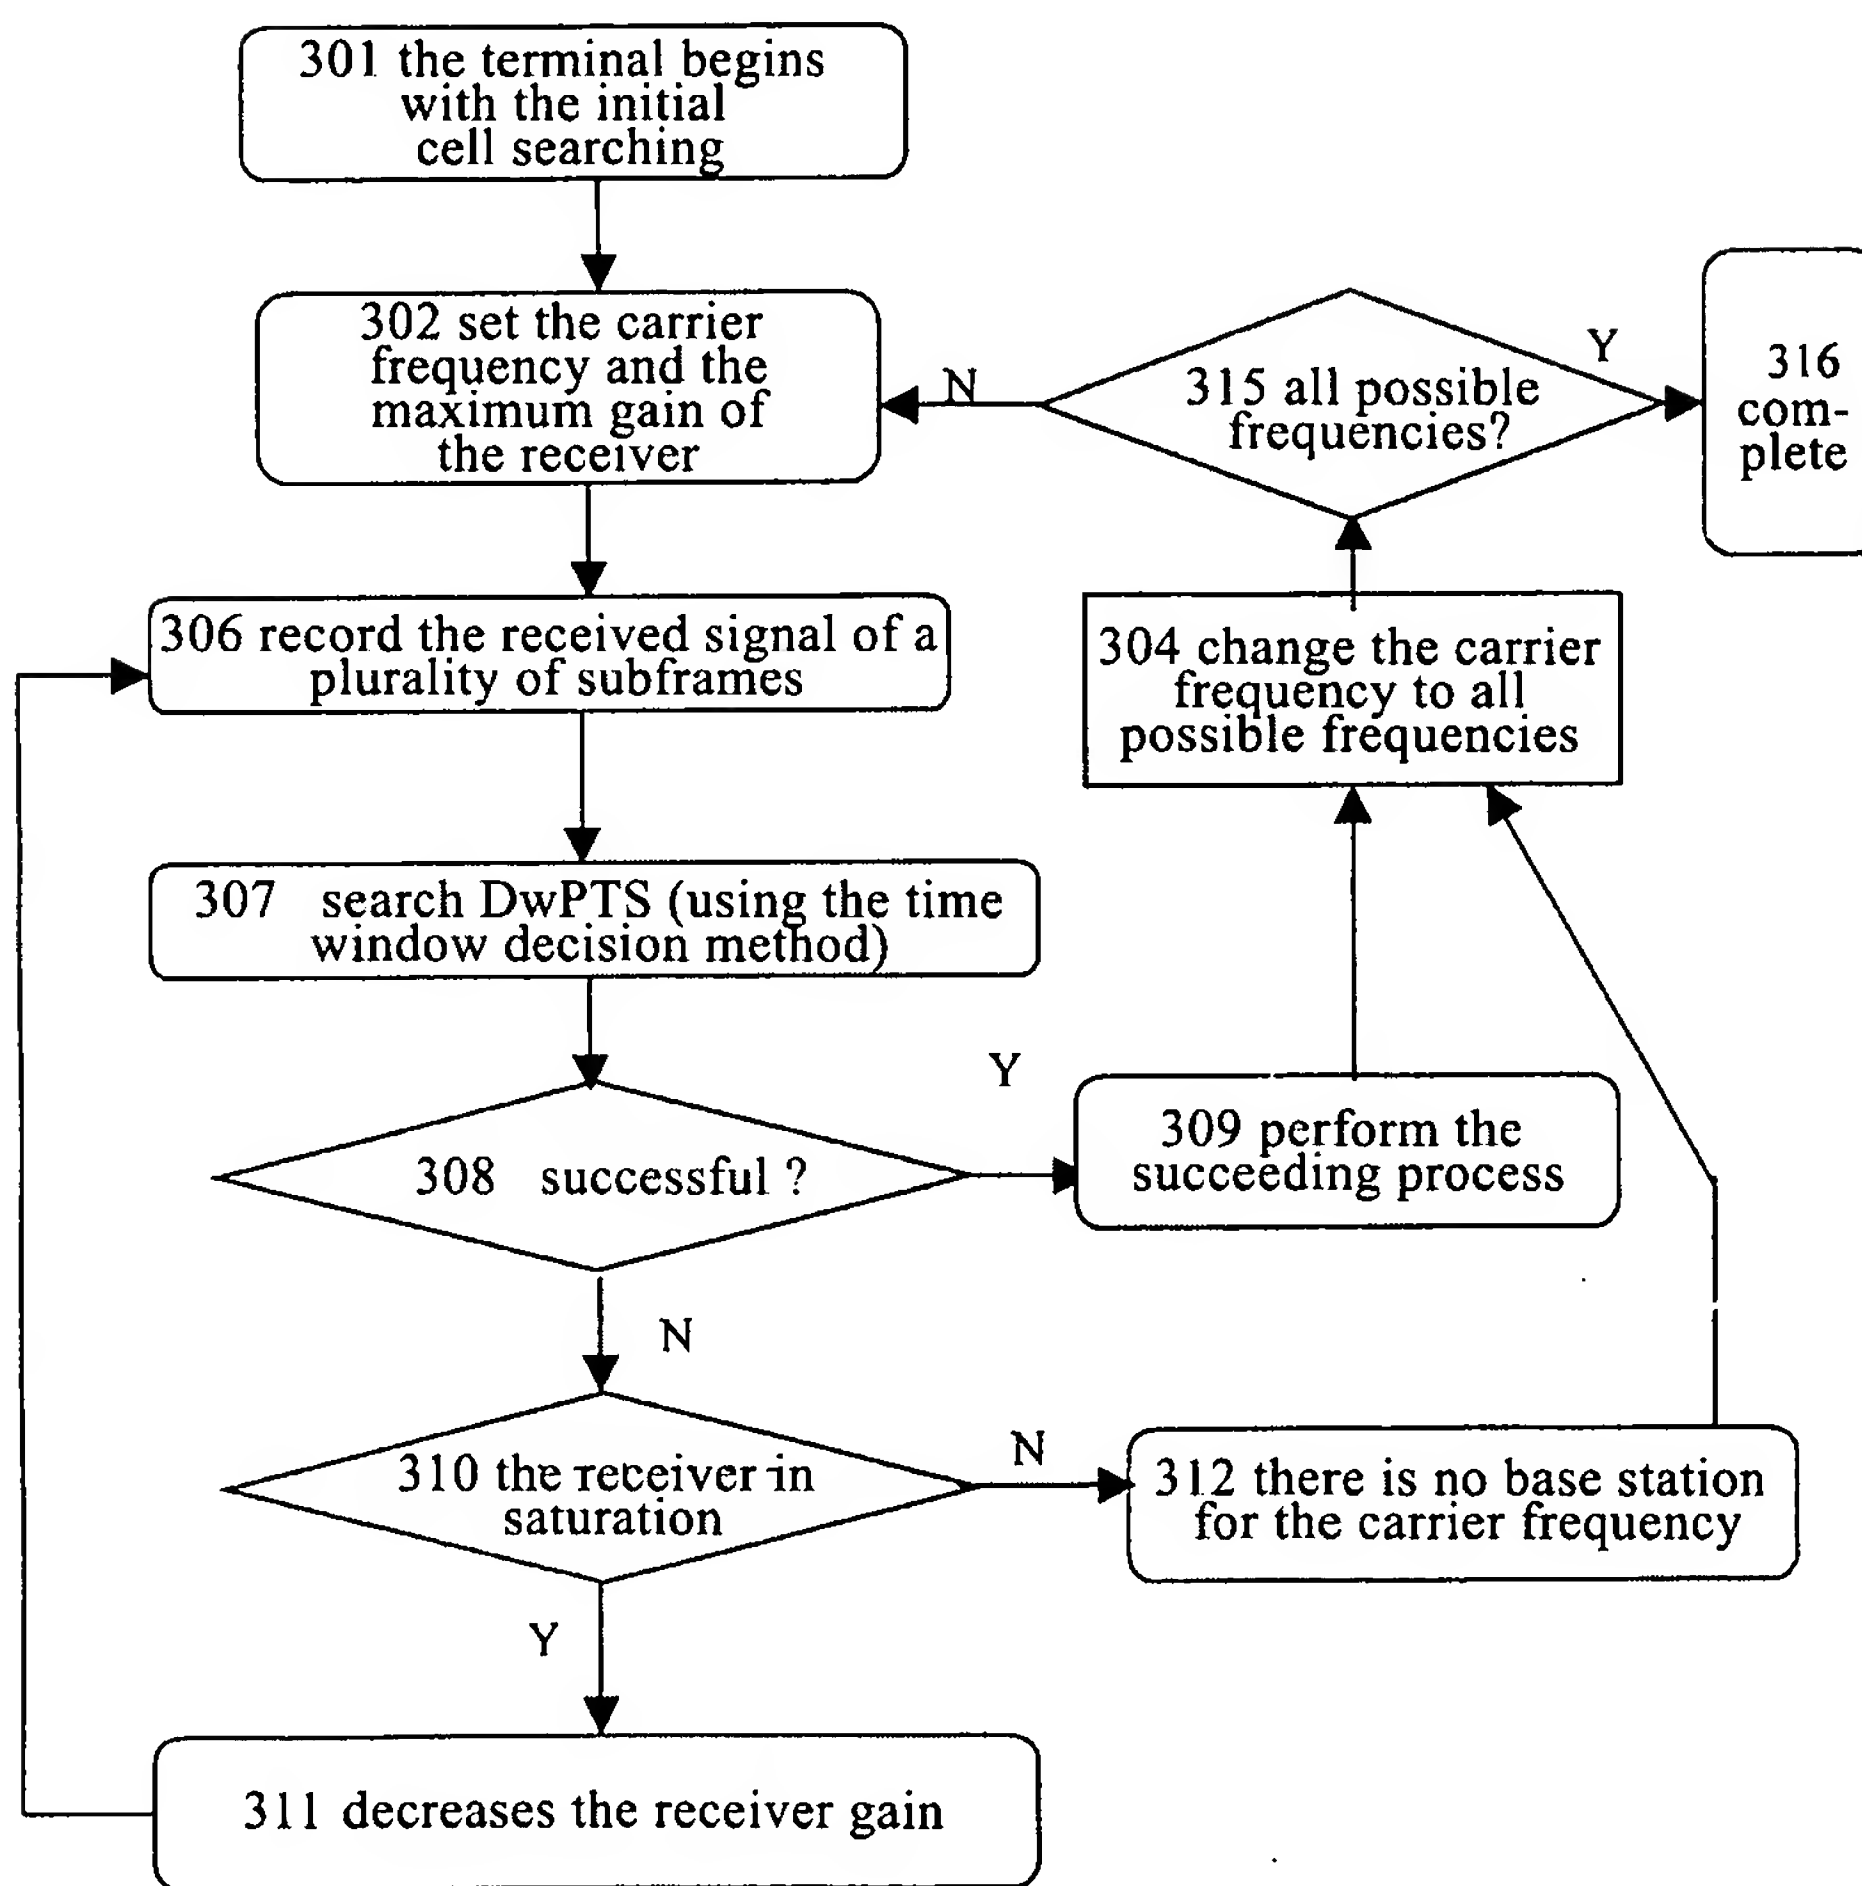 301 the terminal begins
with the initial
cell searching
302 set the carrier
frequency and the
maximum gain of
the receiver
N
315 all possible
frequencies?
Y
316
com-
plete
306 record the received signal of a
plurality of subframes
304 change the carrier
frequency to all
possible frequencies
307 search DwPTS (using the time
window decision method)
308 successful ?
Y
309 perform the
succeeding process
N
310 the receiver in
saturation
N
312 there is no base station
for the carrier frequency
Y
311 decreases the receiver gain